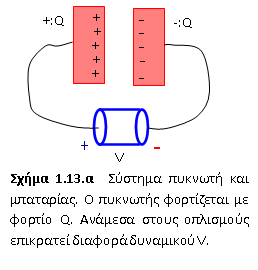 +:Q -:Q
+ -
+ -
+ -
+ -
+ -
+ V -
Σχήμα 1.13.α Σύστημα πυκνωτή και
μπαταρίας. Ο πυκνωτής φορτίζεται με
φορτίο Q. Ανάμεσα στους οπλισμούς
επικρατεί διαφορά δυναμικού V.